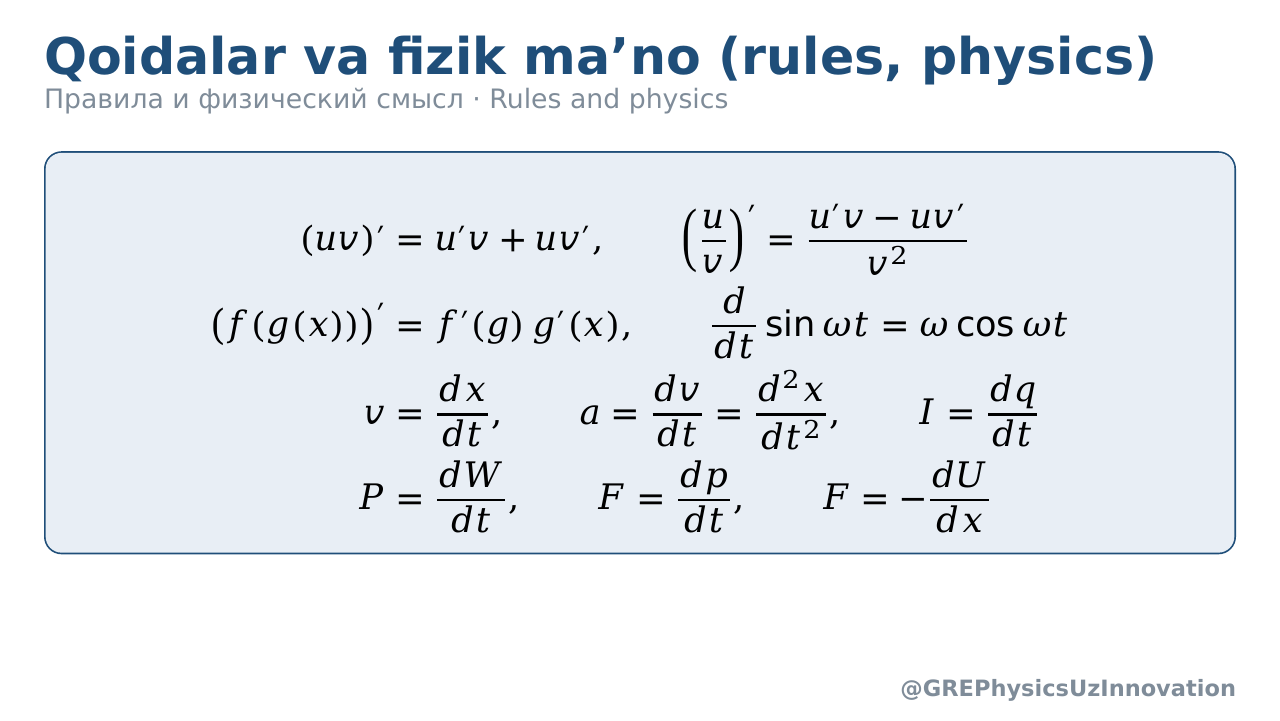 Qoidalar va fizik ma’no (rules, physics)
Правила и физический смысл · Rules and physics
(uv)′ = u′v + uv′, (u/v)′ = (u′v − uv′)/v²
(f(g(x)))′ = f′(g) g′(x), d/dt sin ωt = ω cos ωt
v = dx/dt, a = dv/dt = d²x/dt², I = dq/dt
P = dW/dt, F = dp/dt, F = −dU/dx
@GREPhysicsUzInnovation